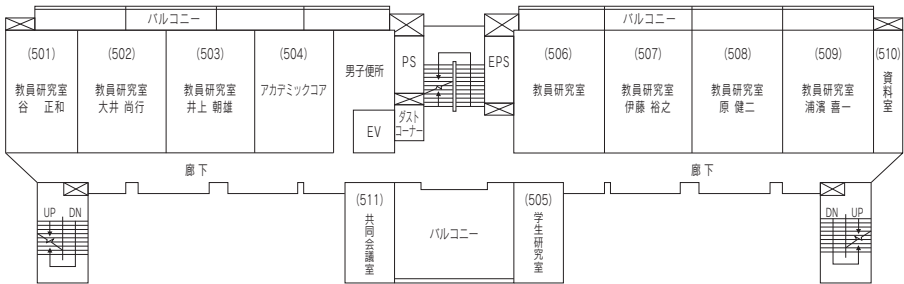 バルコニー
バルコニー
(501)
教員研究室
谷　正和
(502)
教員研究室
大井 尚行
(503)
教員研究室
井上 朝雄
(504)
アカデミックコア
男子便所
EV
PS
ダスト
コーナー
EPS
(506)
教員研究室
(507)
教員研究室
伊藤 裕之
(508)
教員研究室
原 健二
(509)
教員研究室
浦濱 喜一
(510)
資料室
廊下
廊下
UP DN
(511)
共同会議室
バルコニー
(505)
学生研究室
DN UP